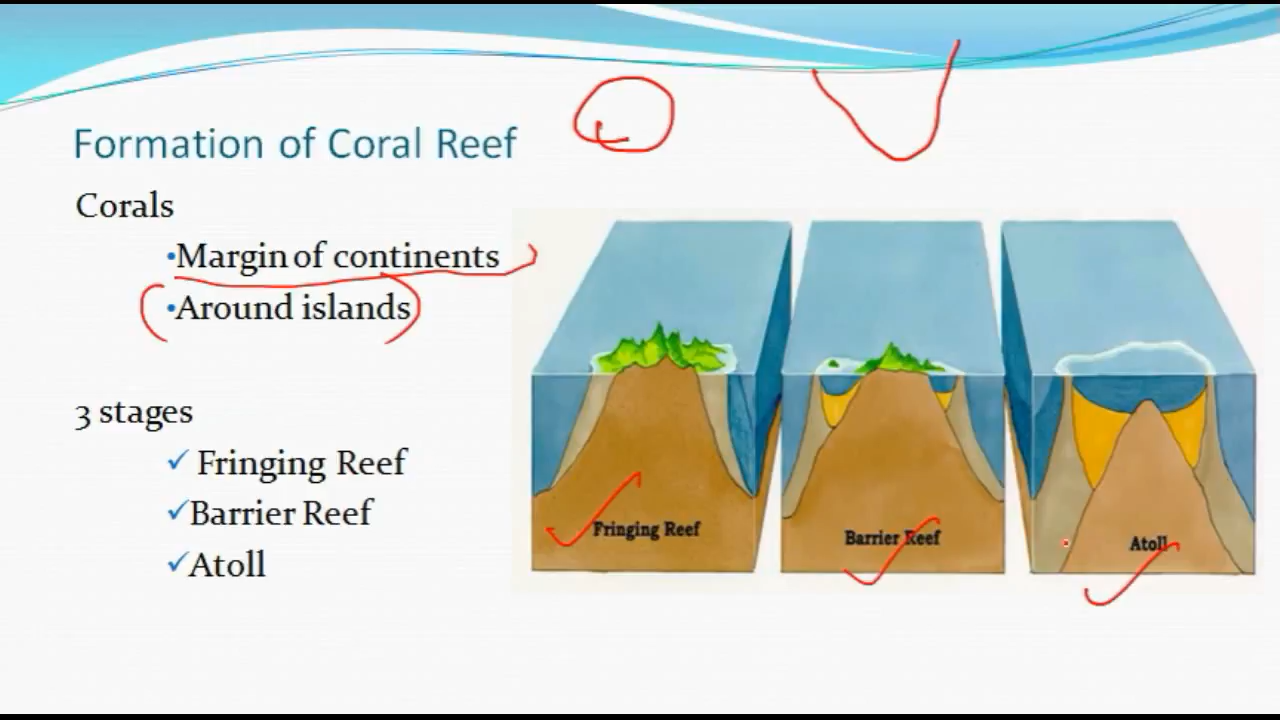 Formation of Coral Reef
Corals
•Margin of continents
•Around islands
3 stages
✓ Fringing Reef
✓Barrier Reef
✓Atoll
Fringing Reef
Barrier Reef
Atoll